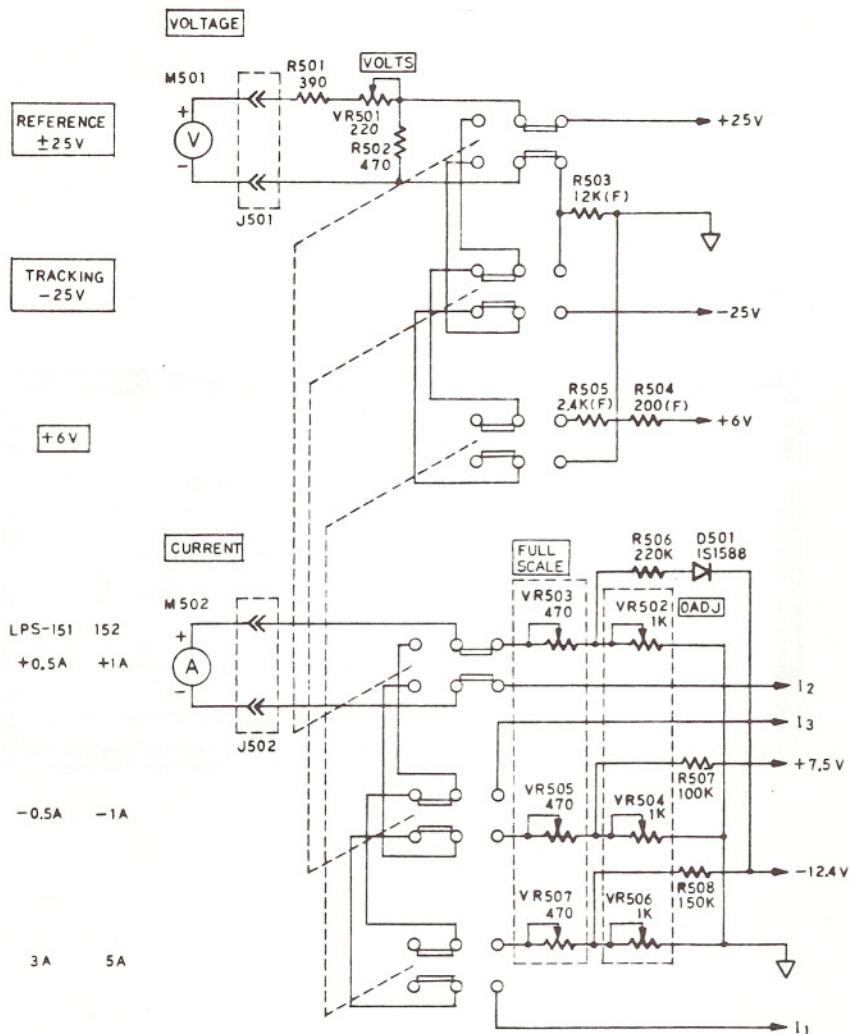 VOLTAGE
M501
R501
390
VOLTS
VR501
220
R502
470
+
V
-
J501
REFERENCE
±25V
+25V
R503
12K(F)
TRACKING
-25V
-25V
R505
2.4K(F)
R504
200(F)
+6V
+6V
CURRENT
M502
FULL
SCALE
R506
220K
D501
IS1588
VR503
470
VR502
1K
0ADJ
LPS-151 152
+0.5A +1A
+
A
-
J502
I2
I3
+7.5V
R507
100K
-0.5A -1A
VR505
470
VR504
1K
-12.4V
R508
150K
VR507
470
VR506
1K
3A 5A
I1